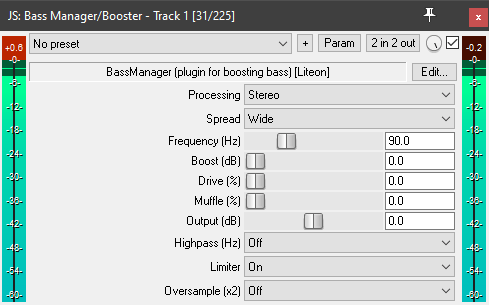 JS: Bass Manager/Booster - Track 1 [31/225]
+0.6 No preset + Param 2 in 2 out -0.2
BassManager (plugin for boosting bass) [Liteon] Edit...
Processing Stereo
Spread Wide
Frequency (Hz) 90.0
Boost (dB) 0.0
Drive (%) 0.0
Muffle (%) 0.0
Output (dB) 0.0
Highpass (Hz) Off
Limiter On
Oversample (x2) Off
-6-
-12-
-18-
-24-
-30-
-36-
-42-
-48-
-54-
-60-
-6-
-12-
-18-
-24-
-30-
-36-
-42-
-48-
-54-
-60-